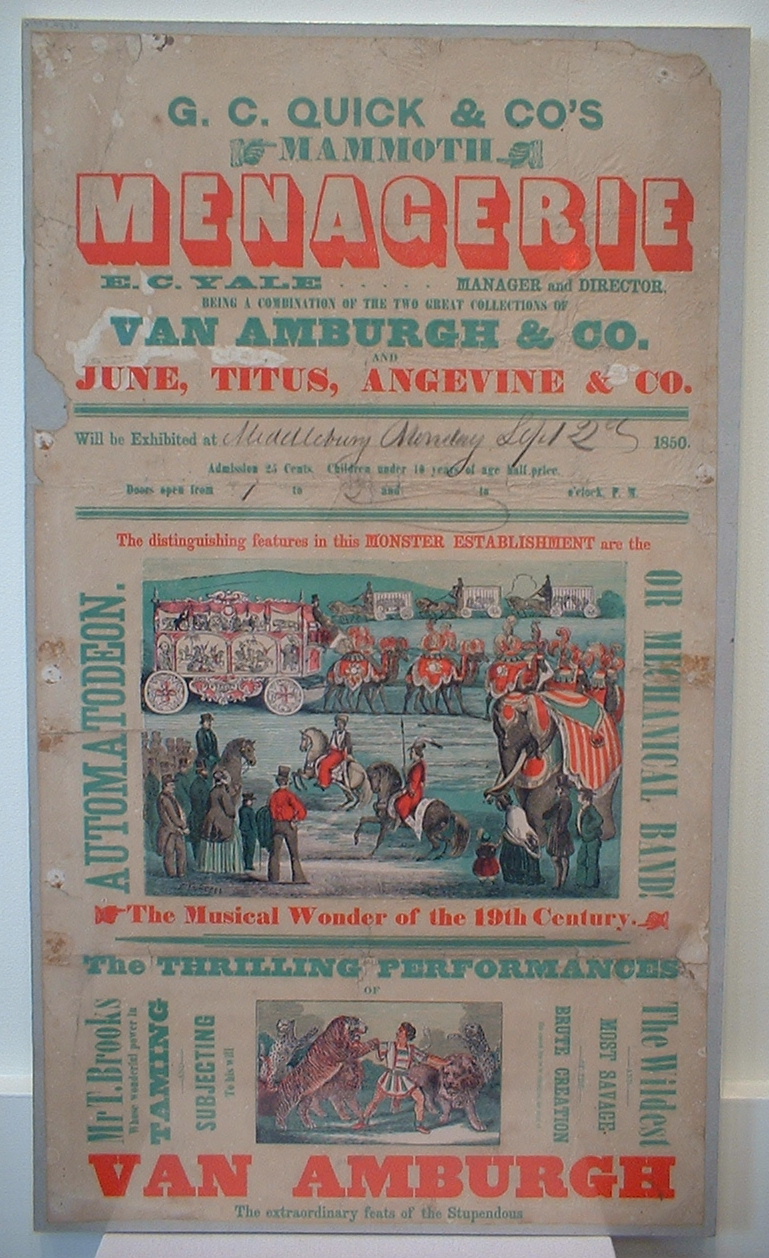 G. C. QUICK & CO'S
MAMMOTH
MENAGERIE
E. C. YALE . . . . . MANAGER and DIRECTOR,
BEING A COMBINATION OF THE TWO GREAT COLLECTIONS OF
VAN AMBURGH & CO.
AND
JUNE, TITUS, ANGEVINE & CO.
Will be Exhibited at Middlebury Monday Sept 2d 1850.
Admission 25 Cents. Children under 10 years of age half price.
Doors open from 1 to 3 and to o'clock, P. M.
The distinguishing features in this MONSTER ESTABLISHMENT are the
AUTOMATODEON.
OR MECHANICAL BAND!
The Musical Wonder of the 19th Century.
The THRILLING PERFORMANCES
OF
Mr T. Brooks
Whose wonderful power in
TAMING
SUBJECTING
To his will
The Wildest
MOST SAVAGE
BRUTE CREATION
VAN AMBURGH
The extraordinary feats of the Stupendous